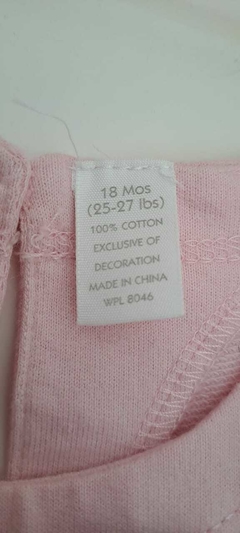 18 Mos
(25-27 lbs)
100% COTTON
EXCLUSIVE OF
DECORATION
MADE IN CHINA
WPL 8046